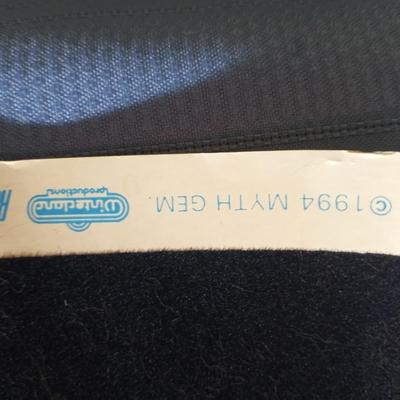 © 1994 MYTH GEM.
Winterland
productions